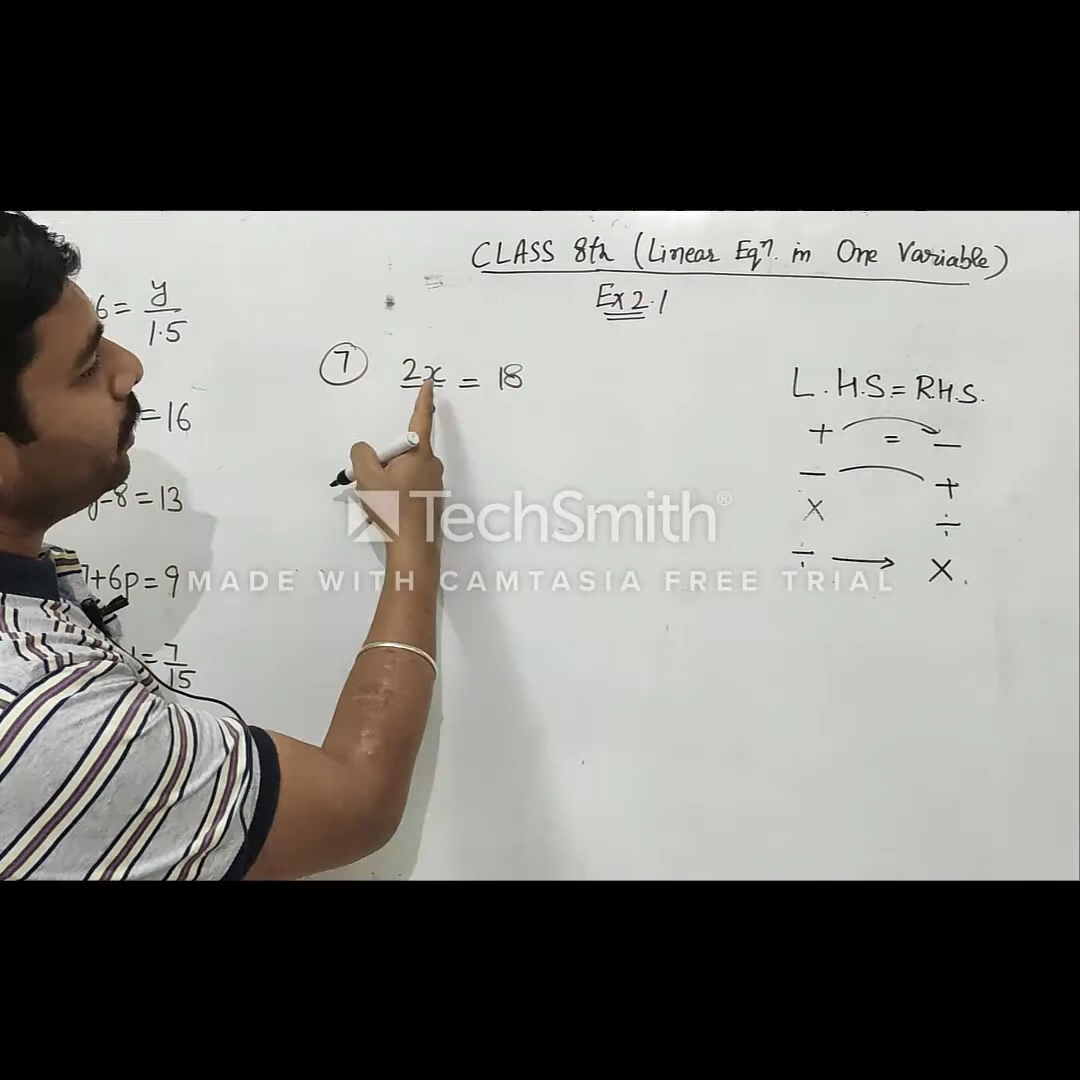 CLASS 8th (Linear Eqn. in One Variable)
Ex 2.1
6 = y/1.5
= 16
y-8 = 13
7+6p = 9
= 7/15
7 2x = 18
L.H.S = R.H.S.
+ = -
- +
× ÷
÷ → ×
TechSmith®
MADE WITH CAMTASIA FREE TRIAL